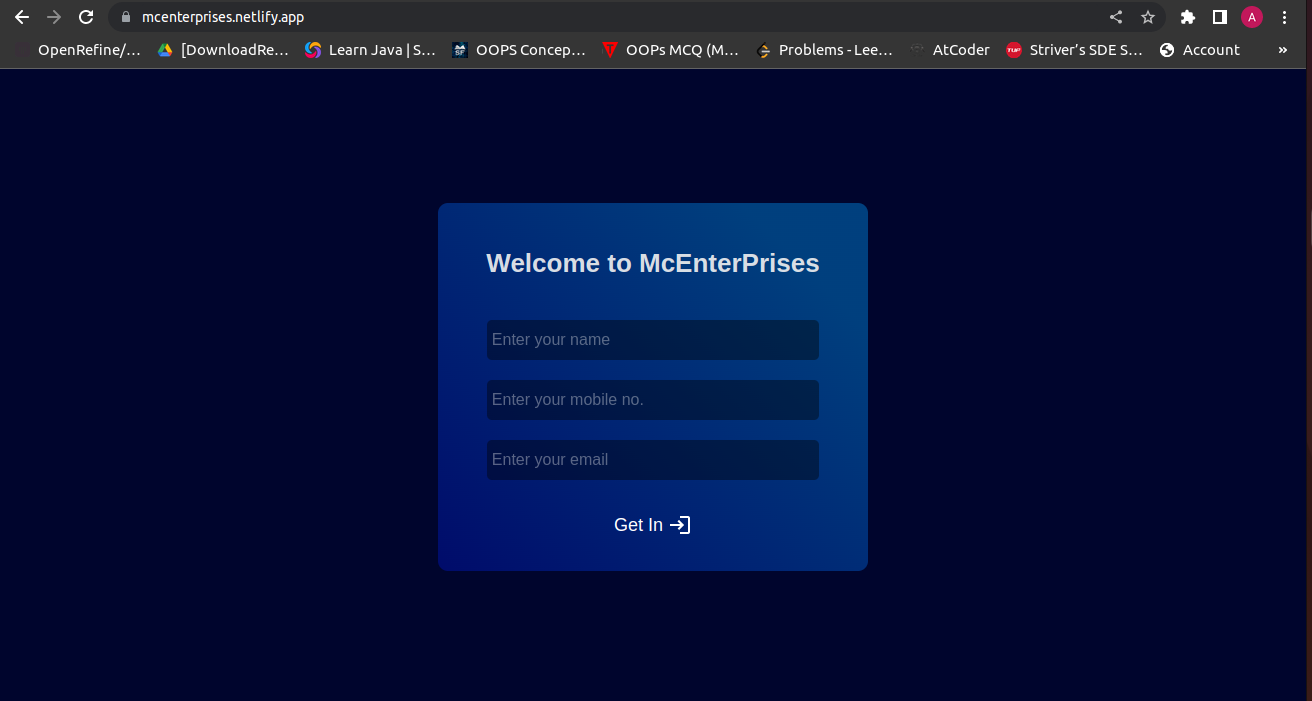 mcenterprises.netlify.app
A
OpenRefine/... [DownloadRe... Learn Java | S... OOPS Concep... OOPs MCQ (M... Problems - Lee... AtCoder TUF Striver's SDE S... Account »
Welcome to McEnterPrises
Enter your name
Enter your mobile no.
Enter your email
Get In